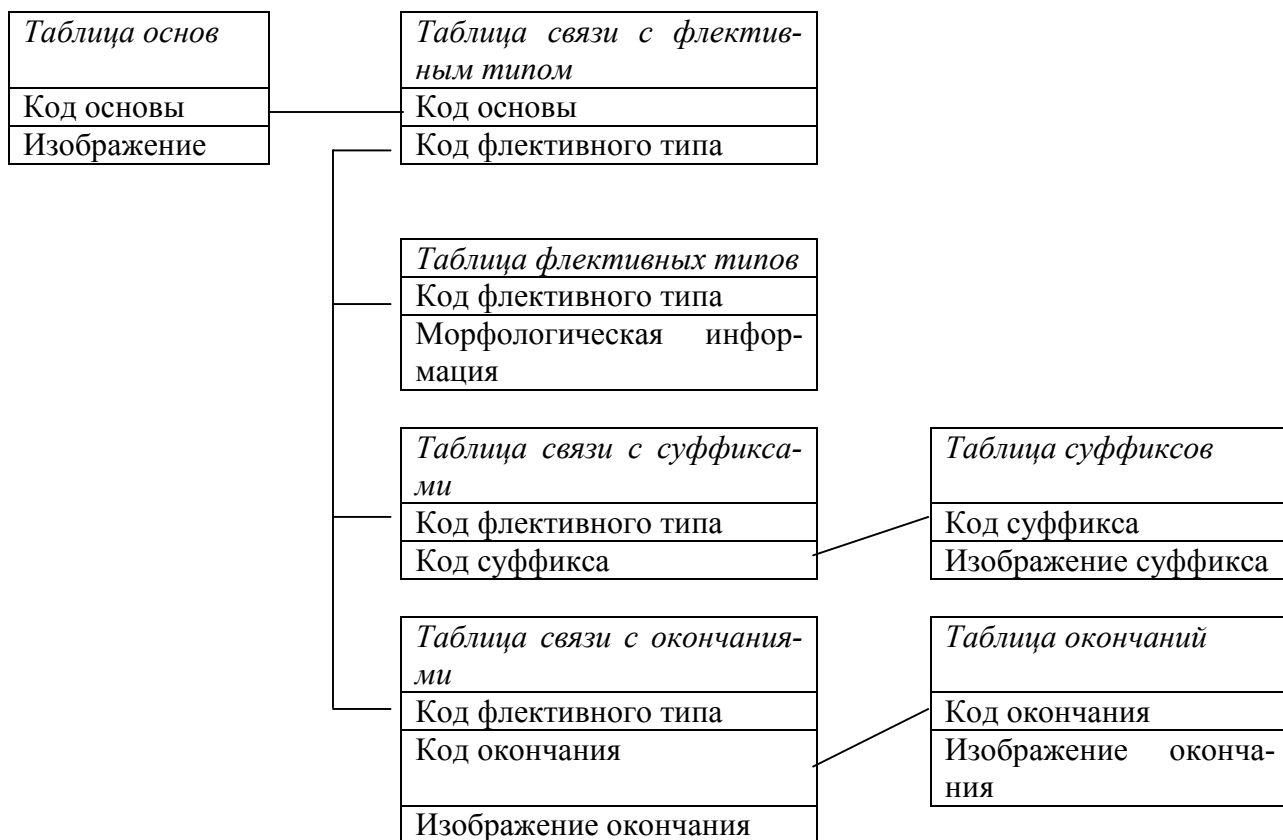 Таблица основ
Код основы
Изображение
Таблица связи с флектив-
ным типом
Код основы
Код флективного типа
Таблица флективных типов
Код флективного типа
Морфологическая инфор-
мация
Таблица связи с суффикса-
ми
Код флективного типа
Код суффикса
Таблица суффиксов
Код суффикса
Изображение суффикса
Таблица связи с окончания-
ми
Код флективного типа
Код окончания
Изображение окончания
Таблица окончаний
Код окончания
Изображение оконча-
ния